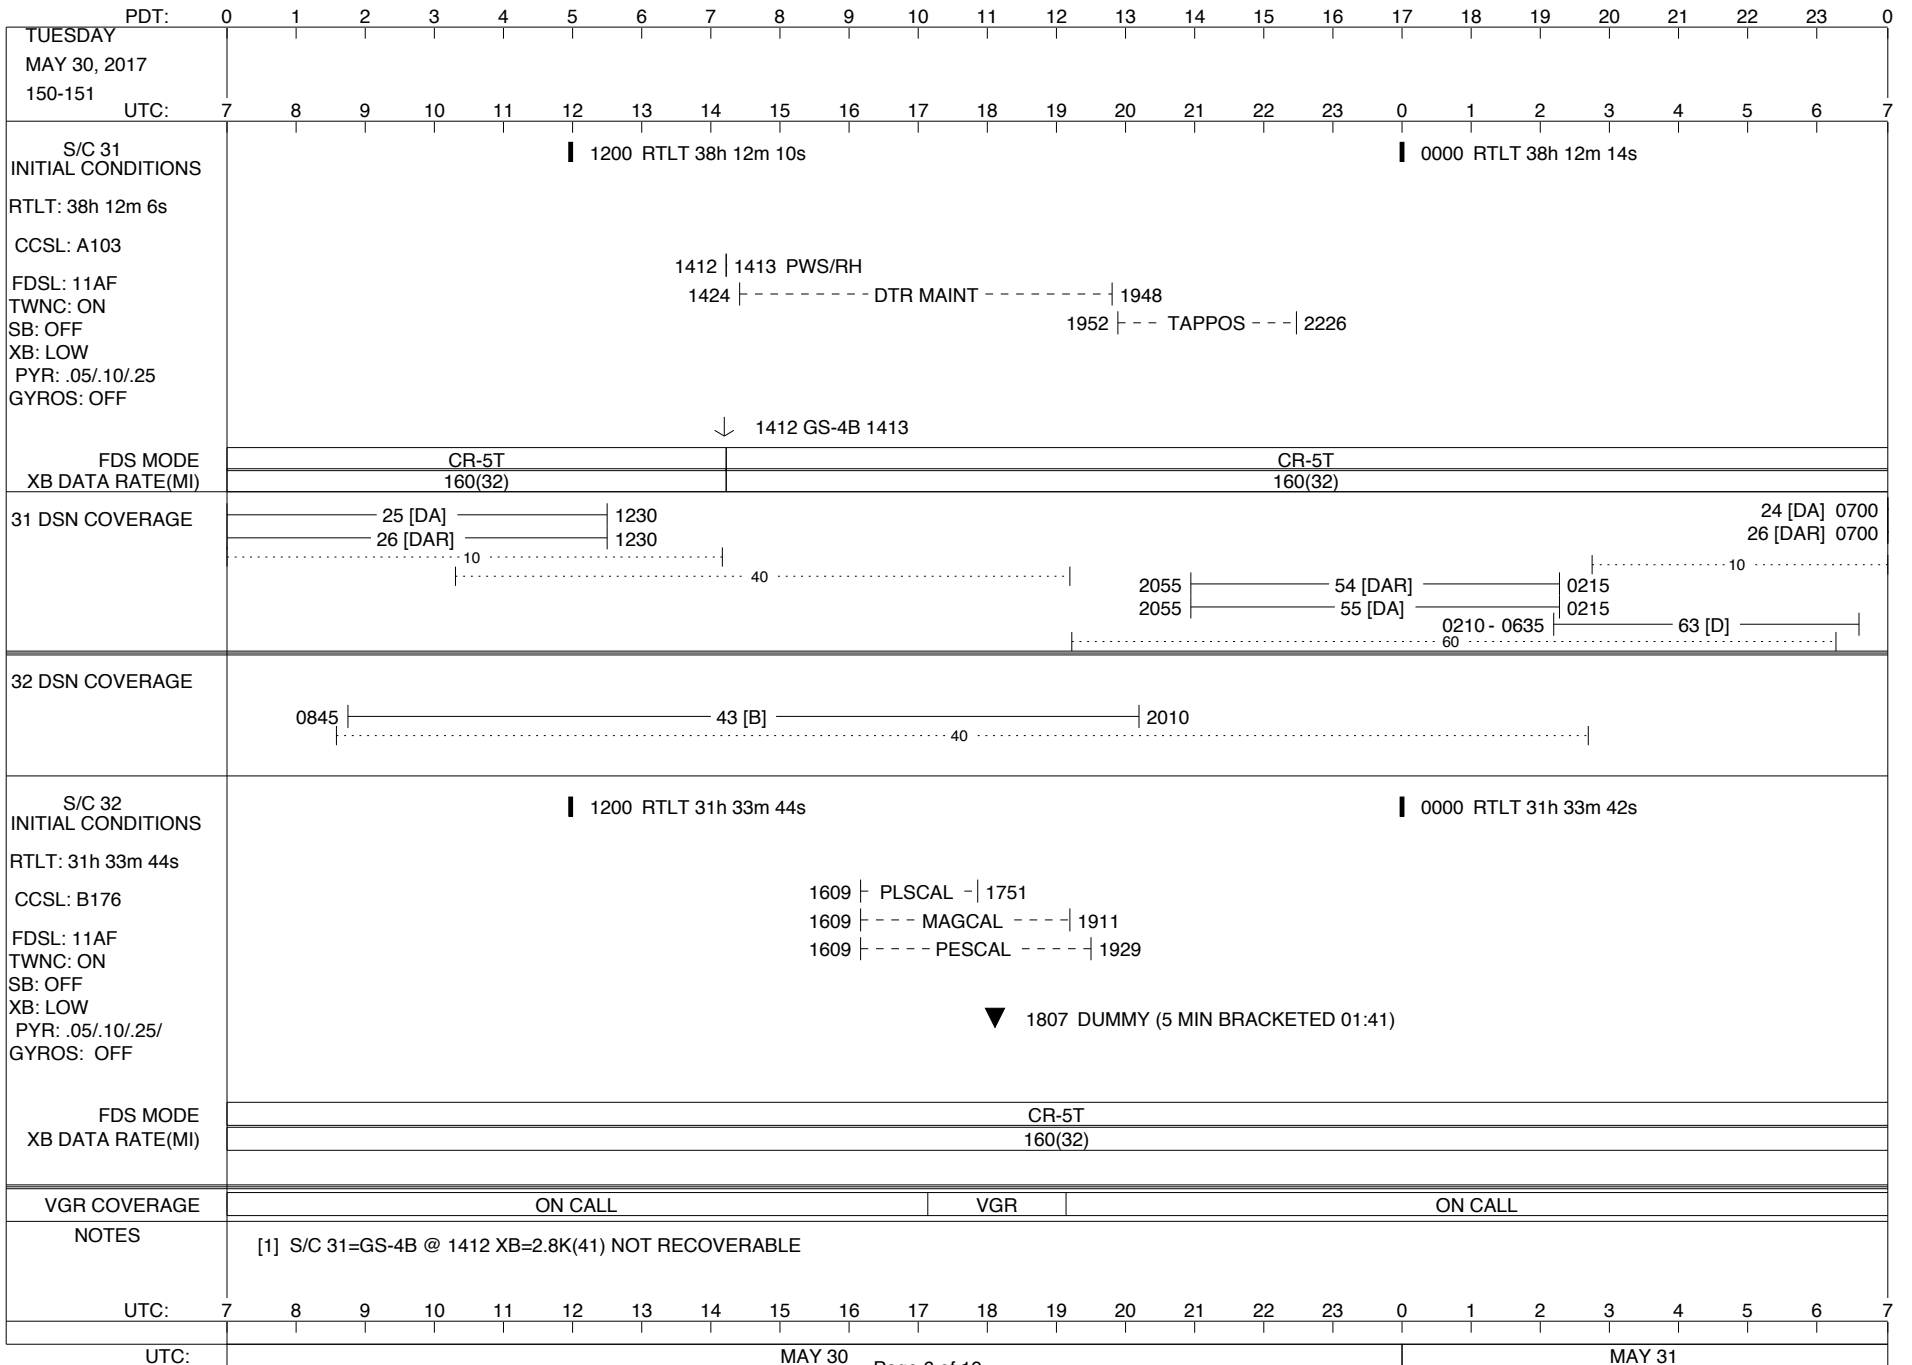 PDT: 0 1 2 3 4 5 6 7 8 9 10 11 12 13 14 15 16 17 18 19 20 21 22 23 0
TUESDAY
MAY 30, 2017
150-151
UTC: 7 8 9 10 11 12 13 14 15 16 17 18 19 20 21 22 23 0 1 2 3 4 5 6 7
S/C 31
INITIAL CONDITIONS
1200 RTLT 38h 12m 10s
0000 RTLT 38h 12m 14s
RTLT: 38h 12m 6s
CCSL: A103
FDSL: 11AF
TWNC: ON
SB: OFF
XB: LOW
PYR: .05/.10/.25
GYROS: OFF
1412 1413 PWS/RH
1424 DTR MAINT 1948
1952 TAPPOS 2226
1412 GS-4B 1413
FDS MODE CR-5T CR-5T
XB DATA RATE(MI) 160(32) 160(32)
31 DSN COVERAGE
25 [DA] 1230
24 [DA] 0700
26 [DAR] 1230
26 [DAR] 0700
10
10
40
2055 54 [DAR] 0215
2055 55 [DA] 0215
0210 - 0635 63 [D]
60
32 DSN COVERAGE
0845 43 [B] 2010
40
S/C 32
INITIAL CONDITIONS
1200 RTLT 31h 33m 44s
0000 RTLT 31h 33m 42s
RTLT: 31h 33m 44s
CCSL: B176
FDSL: 11AF
TWNC: ON
SB: OFF
XB: LOW
PYR: .05/.10/.25/
GYROS: OFF
1609 PLSCAL 1751
1609 MAGCAL 1911
1609 PESCAL 1929
1807 DUMMY (5 MIN BRACKETED 01:41)
FDS MODE CR-5T
XB DATA RATE(MI) 160(32)
VGR COVERAGE ON CALL VGR ON CALL
NOTES
[1] S/C 31=GS-4B @ 1412 XB=2.8K(41) NOT RECOVERABLE
UTC: 7 8 9 10 11 12 13 14 15 16 17 18 19 20 21 22 23 0 1 2 3 4 5 6 7
UTC: MAY 30 MAY 31